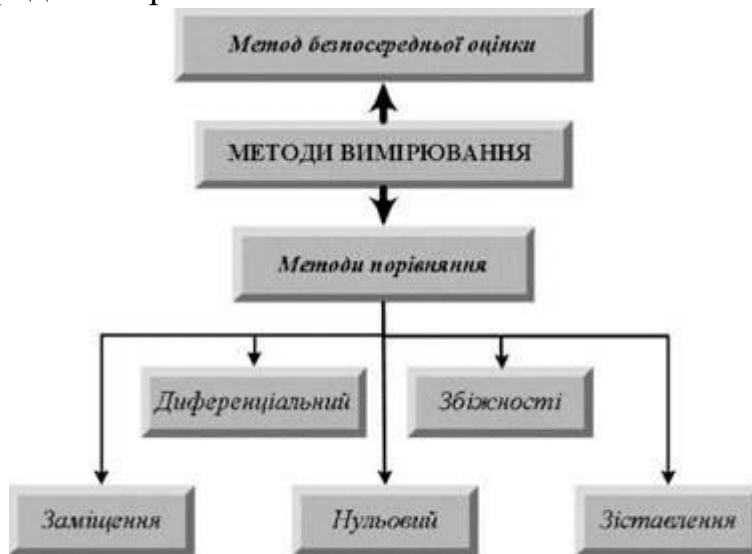 Метод безпосередньої оцінки
МЕТОДИ ВИМІРЮВАННЯ
Методи порівняння
Диференціальний
Збіжності
Заміщення
Нульовий
Зіставлення